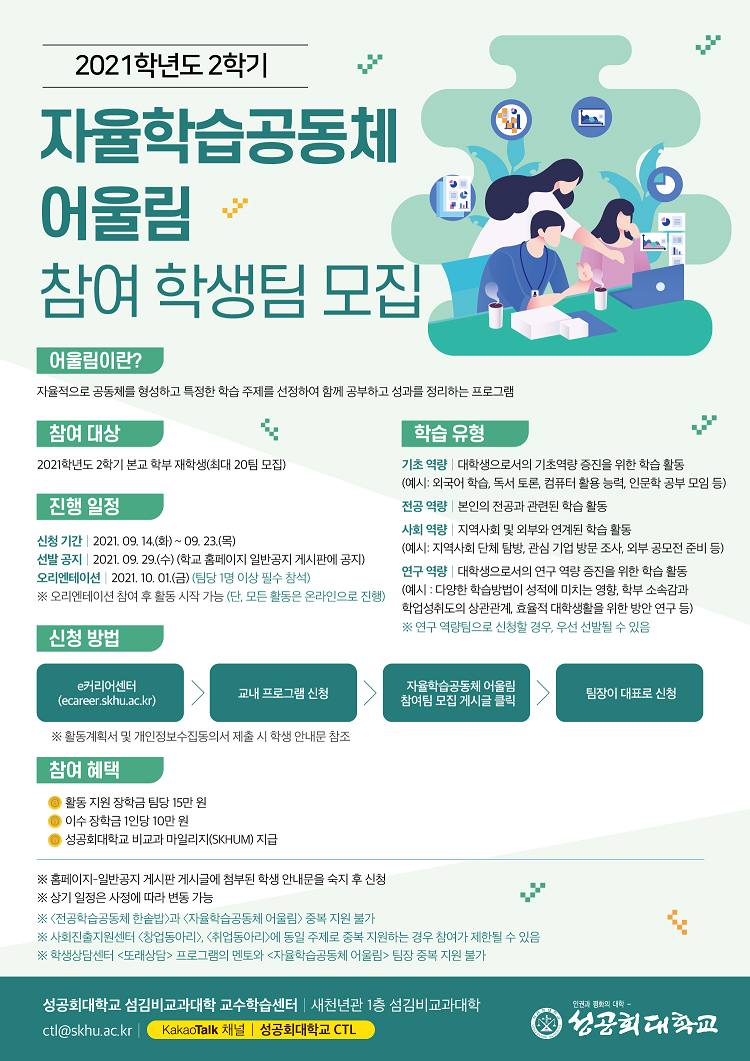 2021학년도 2학기
자율학습공동체
어울림
참여 학생팀 모집
어울림이란?
자율적으로 공동체를 형성하고 특정한 학습 주제를 선정하여 함께 공부하고 성과를 정리하는 프로그램
참여 대상
2021학년도 2학기 본교 학부 재학생(최대 20팀 모집)
진행 일정
신청 기간 | 2021. 09. 14.(화) ~ 09. 23.(목)
선발 공지 | 2021. 09. 29.(수) (학교 홈페이지 일반공지 게시판에 공지)
오리엔테이션 | 2021. 10. 01.(금) (팀당 1명 이상 필수 참석)
※ 오리엔테이션 참여 후 활동 시작 가능 (단, 모든 활동은 온라인으로 진행)
학습 유형
기초 역량 | 대학생으로서의 기초역량 증진을 위한 학습 활동
(예시: 외국어 학습, 독서 토론, 컴퓨터 활용 능력, 인문학 공부 모임 등)
전공 역량 | 본인의 전공과 관련된 학습 활동
사회 역량 | 지역사회 및 외부와 연계된 학습 활동
(예시: 지역사회 단체 탐방, 관심 기업 방문 조사, 외부 공모전 준비 등)
연구 역량 | 대학생으로서의 연구 역량 증진을 위한 학습 활동
(예시 : 다양한 학습방법이 성적에 미치는 영향, 학부 소속감과
학업성취도의 상관관계, 효율적 대학생활을 위한 방안 연구 등)
※ 연구 역량팀으로 신청할 경우, 우선 선발될 수 있음
신청 방법
e커리어센터
(ecareer.skhu.ac.kr)
교내 프로그램 신청
자율학습공동체 어울림
참여팀 모집 게시글 클릭
팀장이 대표로 신청
※ 활동계획서 및 개인정보수집동의서 제출 시 학생 안내문 참조
참여 혜택
활동 지원 장학금 팀당 15만 원
이수 장학금 1인당 10만 원
성공회대학교 비교과 마일리지(SKHUM) 지급
※ 홈페이지-일반공지 게시판 게시글에 첨부된 학생 안내문을 숙지 후 신청
※ 상기 일정은 사정에 따라 변동 가능
※ <전공학습공동체 한솥밥>과 <자율학습공동체 어울림> 중복 지원 불가
※ 사회진출지원센터 <창업동아리>, <취업동아리>에 동일 주제로 중복 지원하는 경우 참여가 제한될 수 있음
※ 학생상담센터 <또래상담> 프로그램의 멘토와 <자율학습공동체 어울림> 팀장 중복 지원 불가
성공회대학교 섬김비교과대학 교수학습센터 | 새천년관 1층 섬김비교과대학
ctl@skhu.ac.kr | KakaoTalk 채널 | 성공회대학교 CTL
인권과 평화의 대학
성공회대학교